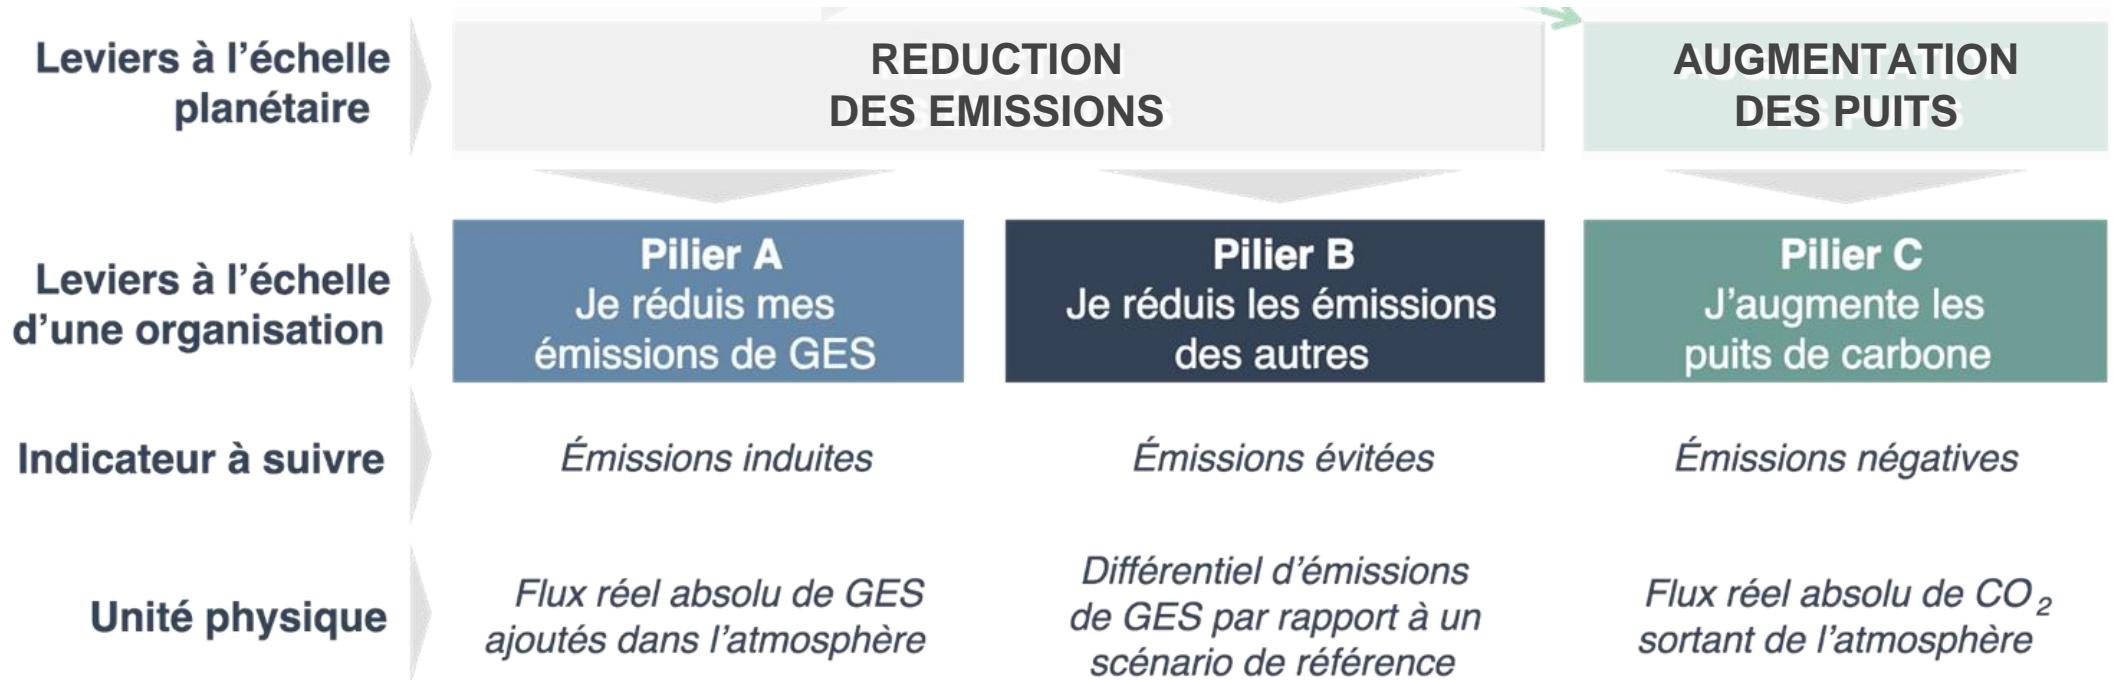 Leviers à l'échelle
planétaire
REDUCTION
DES EMISSIONS
AUGMENTATION
DES PUITS
Leviers à l'échelle
d'une organisation
Pilier A
Je réduis mes
émissions de GES
Pilier B
Je réduis les émissions
des autres
Pilier C
J'augmente les
puits de carbone
Indicateur à suivre
Émissions induites
Émissions évitées
Émissions négatives
Unité physique
Flux réel absolu de GES
ajoutés dans l'atmosphère
Différentiel d'émissions
de GES par rapport à un
scénario de référence
Flux réel absolu de CO₂
sortant de l'atmosphère